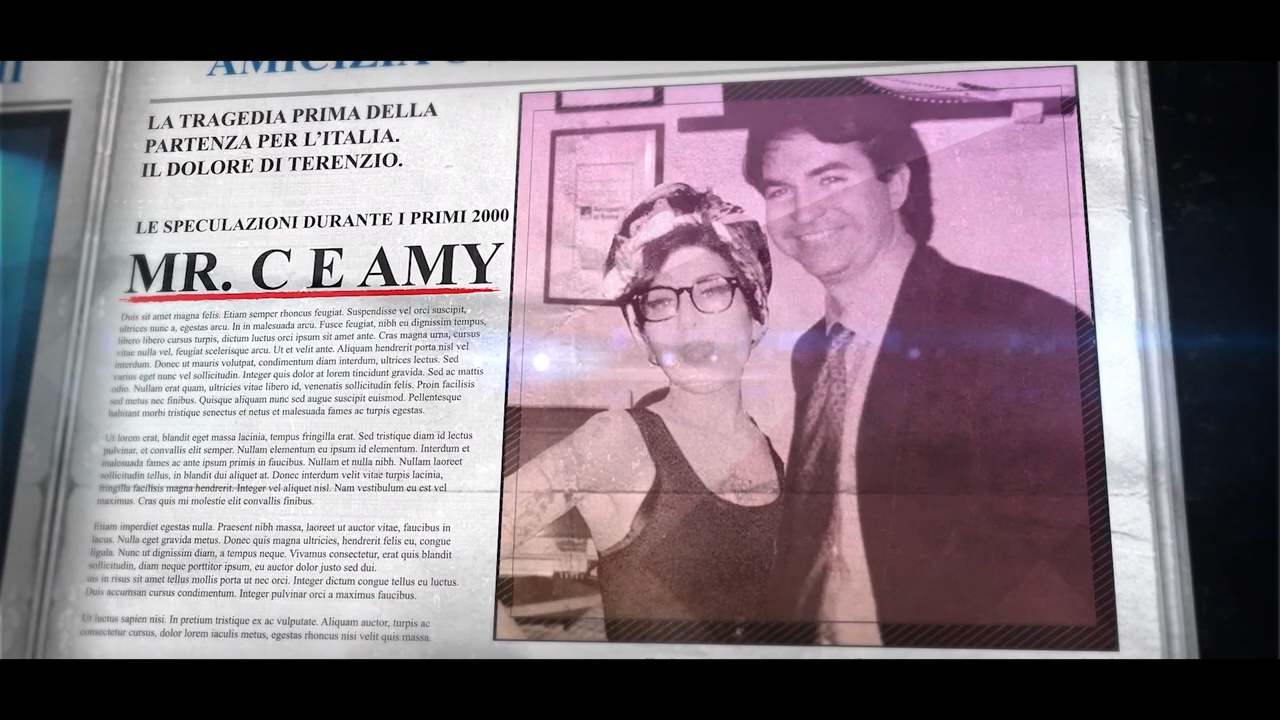 AMICIZIA
LA TRAGEDIA PRIMA DELLA
PARTENZA PER L'ITALIA.
IL DOLORE DI TERENZIO.
LE SPECULAZIONI DURANTE I PRIMI 2000
MR. C E AMY
Duis sit amet magna felis. Etiam semper rhoncus feugiat. Suspendisse vel orci suscipit,
ultrices nunc a, egestas arcu. In in malesuada arcu. Fusce feugiat, nibh eu dignissim tempus,
libero libero cursus turpis, dictum luctus orci ipsum sit amet ante. Cras magna urna, cursus
vitae nulla vel, feugiat scelerisque arcu. Ut et velit ante. Aliquam hendrerit porta nisl vel
interdum. Donec ut mauris volutpat, condimentum diam interdum, ultrices lectus. Sed
varius eget nunc vel sollicitudin. Integer quis dolor at lorem tincidunt gravida. Sed ac mattis
odio. Nullam erat quam, ultricies vitae libero id, venenatis sollicitudin felis. Proin facilisis
sed metus nec finibus. Quisque aliquam nunc sed augue suscipit euismod. Pellentesque
habitant morbi tristique senectus et netus et malesuada fames ac turpis egestas.
Ut lorem erat, blandit eget massa lacinia, tempus fringilla erat. Sed tristique diam id lectus
pulvinar, et convallis elit semper. Nullam elementum eu ipsum id elementum. Interdum et
malesuada fames ac ante ipsum primis in faucibus. Nullam et nulla nibh. Nullam laoreet
sollicitudin tellus, in blandit dui aliquet at. Donec interdum velit vitae turpis lacinia,
fringilla facilisis magna hendrerit. Integer vel aliquet nisl. Nam vestibulum eu est vel
maximus. Cras quis mi molestie elit convallis finibus.
Etiam imperdiet egestas nulla. Praesent nibh massa, laoreet ut auctor vitae, faucibus in
lacus. Nulla eget gravida metus. Donec quis magna ultricies, hendrerit felis eu, congue
ligula. Nunc ut dignissim diam, a tempus neque. Vivamus consectetur, erat quis blandit
sollicitudin, diam neque porttitor ipsum, eu auctor dolor justo sed dui.
uis in risus sit amet tellus mollis porta ut nec orci. Integer dictum congue tellus eu luctus.
Duis accumsan cursus condimentum. Integer pulvinar orci a maximus faucibus.
Ut luctus sapien nisi. In pretium tristique ex ac vulputate. Aliquam auctor, turpis ac
consectetur cursus, dolor lorem iaculis metus, egestas rhoncus nisi velit quis massa.